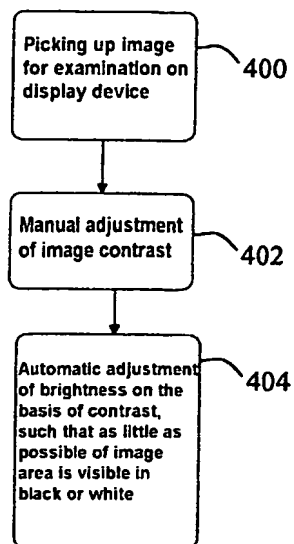 Picking up image
for examination on
display device
400
Manual adjustment
of image contrast
402
Automatic adjustment
of brightness on the
basis of contrast,
such that as little as
possible of image
area is visible in
black or white
404